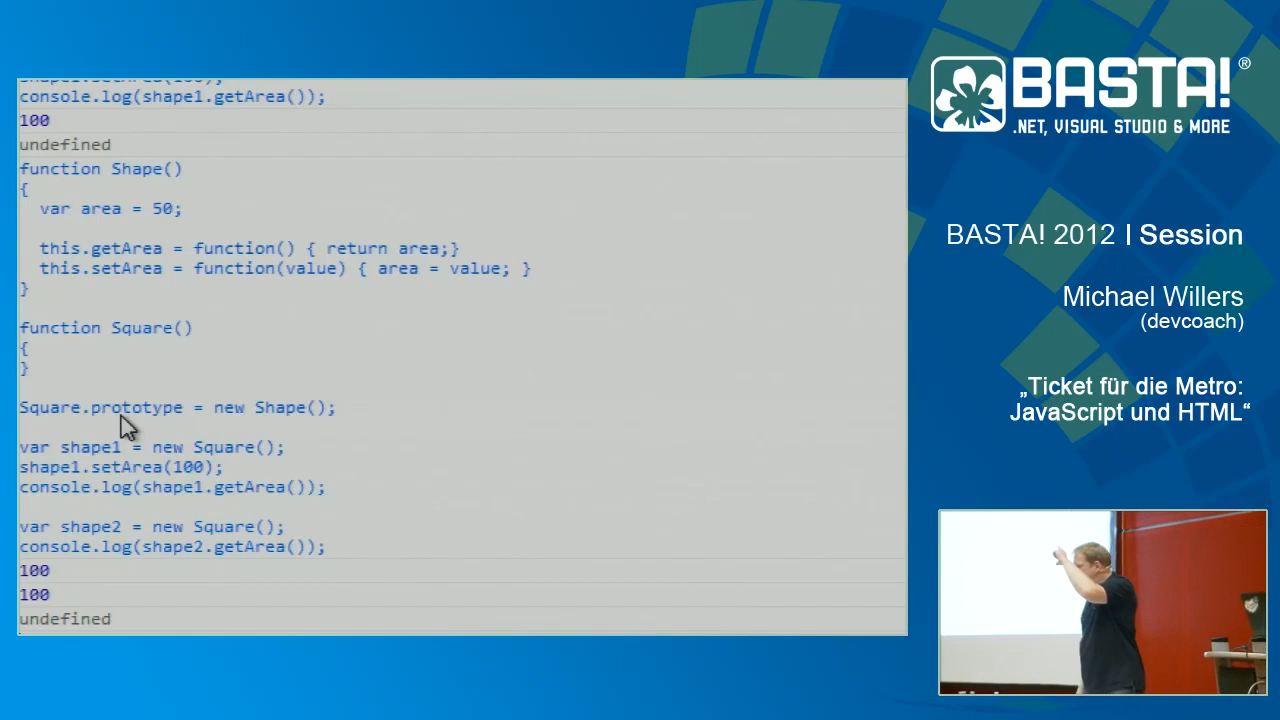 console.log(shape1.getArea());
100
undefined
function Shape()
{
  var area = 50;
  this.getArea = function() { return area;}
  this.setArea = function(value) { area = value; }
}
function Square()
{
}
Square.prototype = new Shape();
var shape1 = new Square();
shape1.setArea(100);
console.log(shape1.getArea());
var shape2 = new Square();
console.log(shape2.getArea());
100
100
undefined
BASTA!®
.NET, VISUAL STUDIO & MORE
BASTA! 2012 I Session
Michael Willers
(devcoach)
„Ticket für die Metro:
JavaScript und HTML“